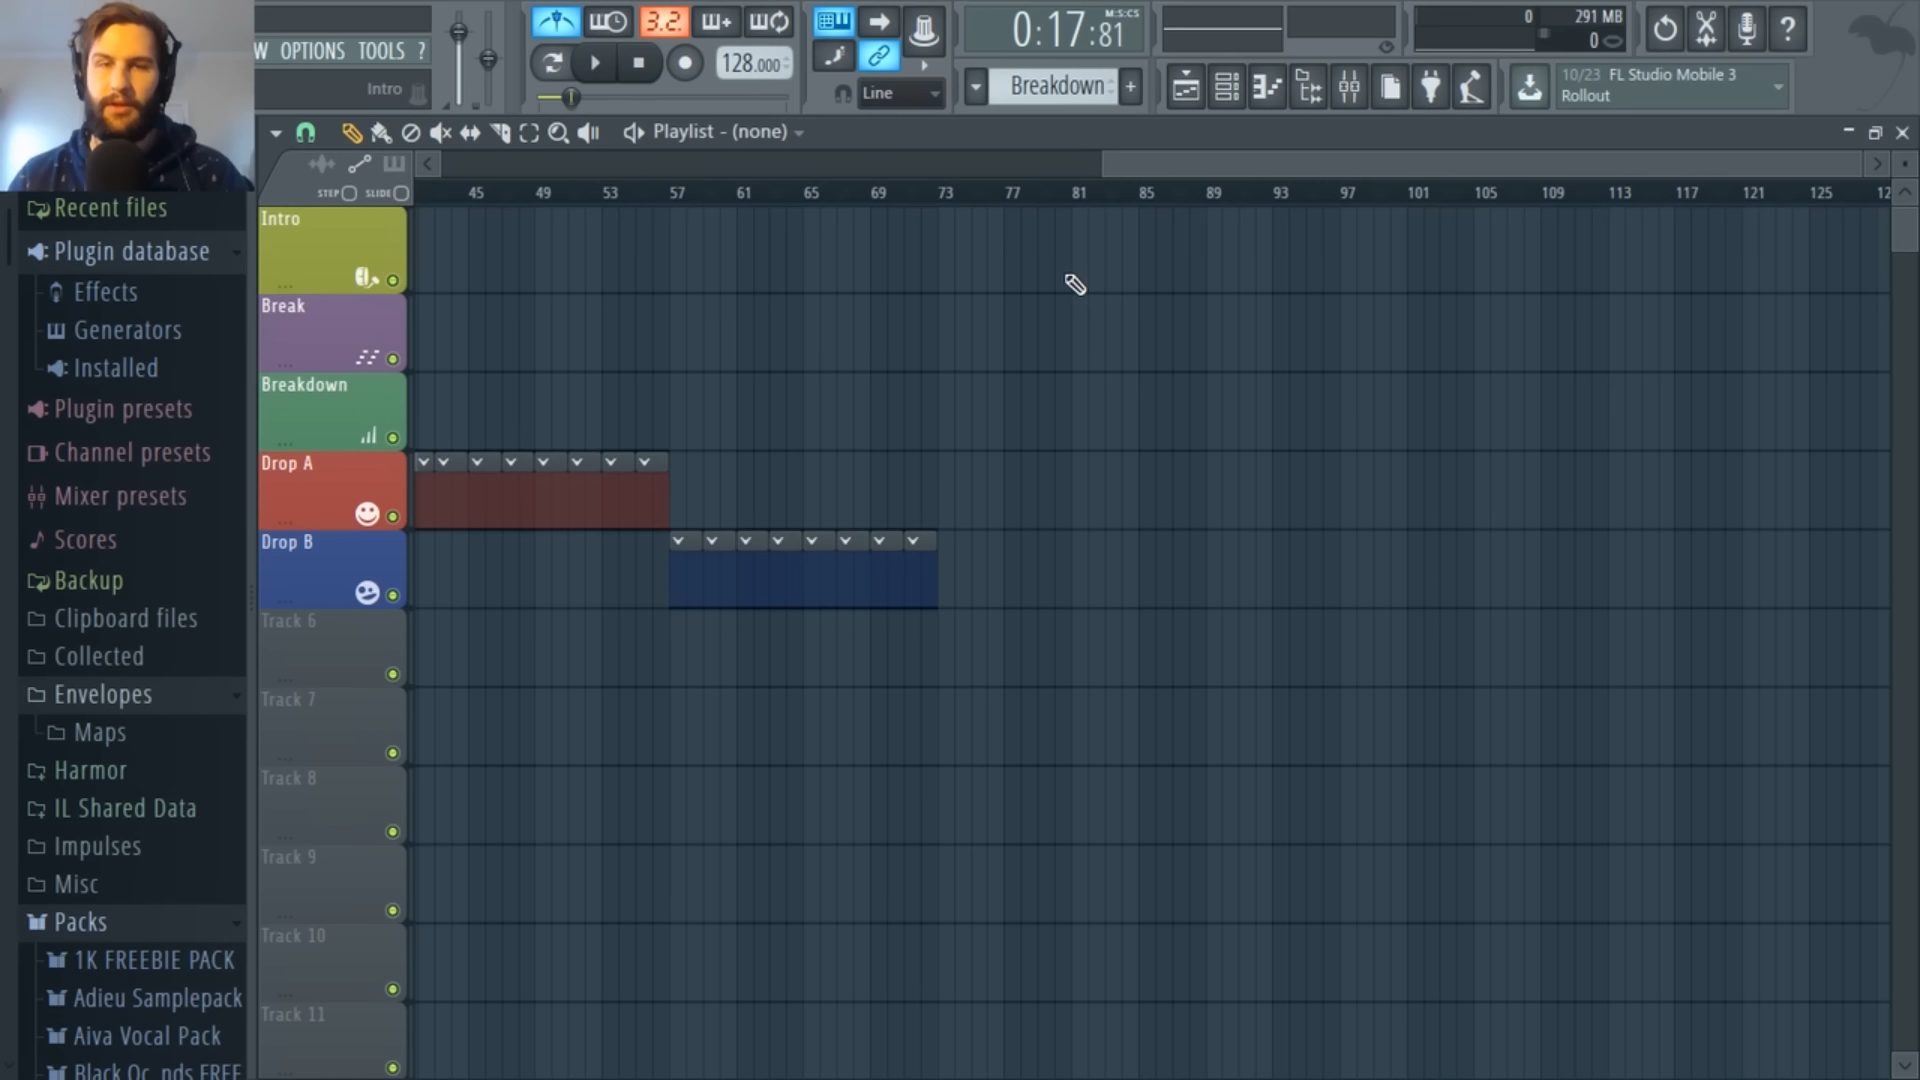 W OPTIONS TOOLS ?
Intro
3.2.
128.000
Line
0:17:81
M:S:CS
Breakdown
0
291 MB
0
10/23 FL Studio Mobile 3
Rollout
Playlist - (none)
STEP SLIDE
45 49 53 57 61 65 69 73 77 81 85 89 93 97 101 105 109 113 117 121 125 12
Recent files
Plugin database
Effects
Generators
Installed
Plugin presets
Channel presets
Mixer presets
Scores
Backup
Clipboard files
Collected
Envelopes
Maps
Harmor
IL Shared Data
Impulses
Misc
Packs
1K FREEBIE PACK
Adieu Samplepack
Aiva Vocal Pack
Black Oc_nds FREE
Intro
Break
Breakdown
Drop A
Drop B
Track 6
Track 7
Track 8
Track 9
Track 10
Track 11